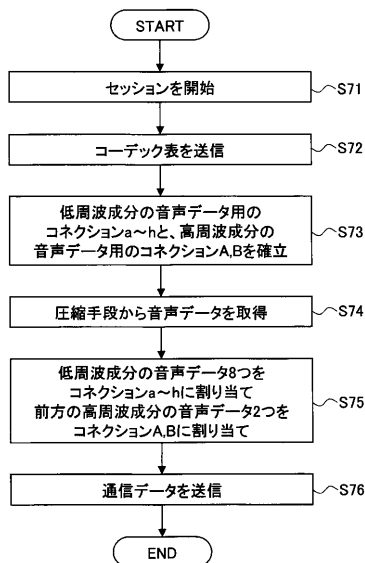 START
セッションを開始
S71
コーデック表を送信
S72
低周波成分の音声データ用の
コネクションa～hと、高周波成分の
音声データ用のコネクションA,Bを確立
S73
圧縮手段から音声データを取得
S74
低周波成分の音声データ8つを
コネクションa～hに割り当て
前方の高周波成分の音声データ2つを
コネクションA,Bに割り当て
S75
通信データを送信
S76
END